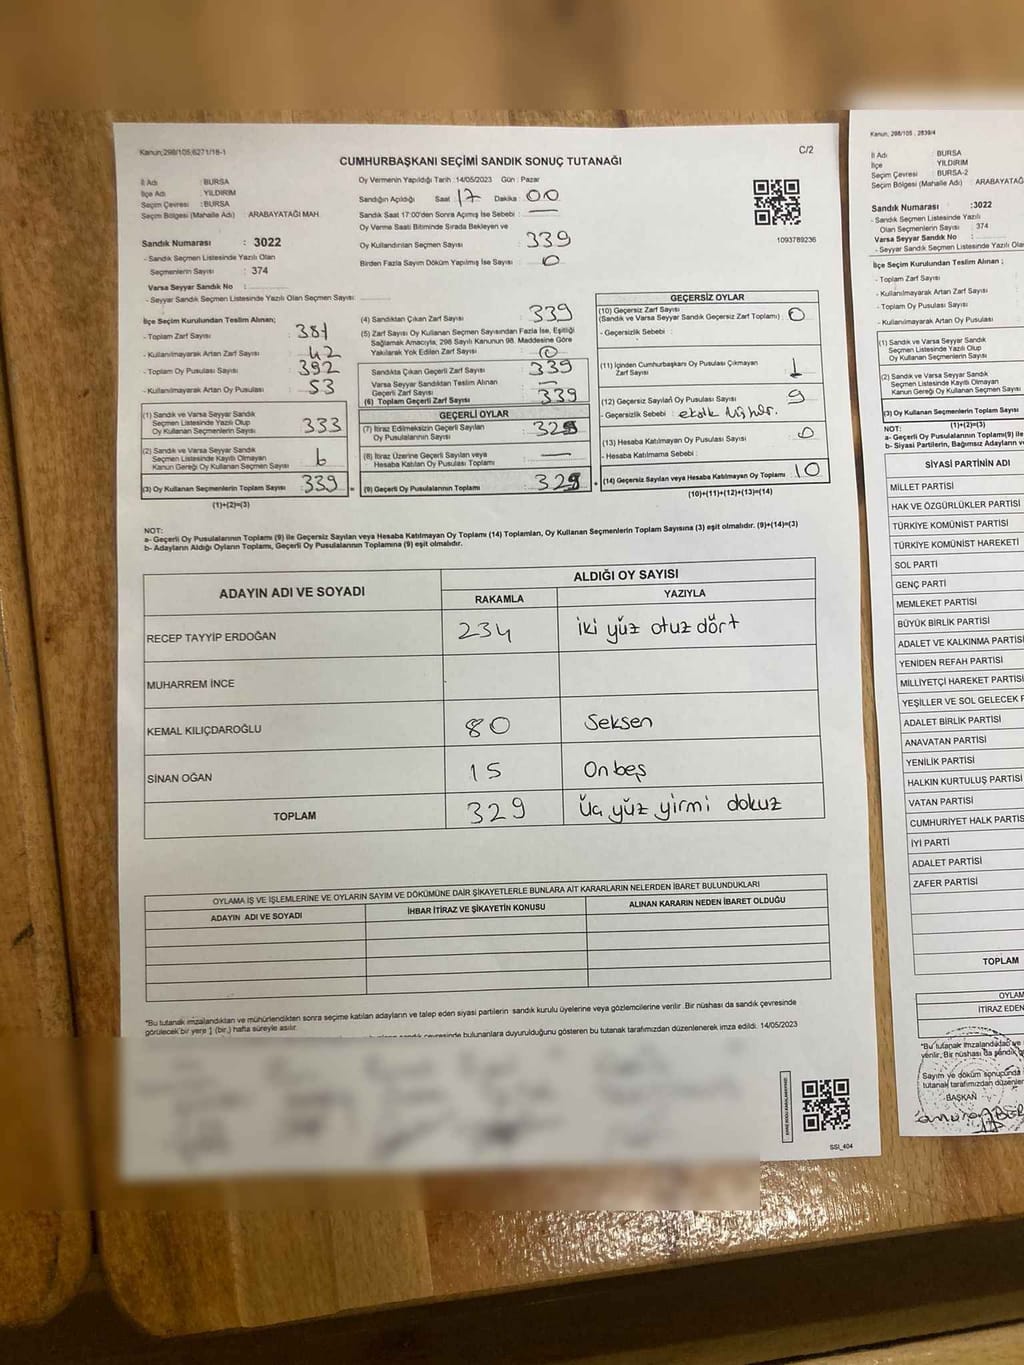 Kanun;298/105;6271/18-1
C/2
CUMHURBAŞKANI SEÇİMİ SANDIK SONUÇ TUTANAĞI
İl Adı : BURSA
İlçe Adı : YILDIRIM
Seçim Çevresi : BURSA
Seçim Bölgesi (Mahalle Adı) : ARABAYATAĞI MAH.
Sandık Numarası : 3022
- Sandık Seçmen Listesinde Yazılı Olan
Seçmenlerin Sayısı : 374
Varsa Seyyar Sandık No :
- Seyyar Sandık Seçmen Listesinde Yazılı Olan Seçmen Sayısı:
Oy Vermenin Yapıldığı Tarih :14/05/2023 Gün : Pazar
Sandığın Açıldığı Saat 17 Dakika : 00
Sandık Saat 17:00'den Sonra Açımış İse Sebebi : —
Oy Verme Saati Bitiminde Sırada Bekleyen ve
Oy Kullandırılan Seçmen Sayısı : 339
Birden Fazla Sayım Döküm Yapılmış İse Sayısı : 0
1093789236
İlçe Seçim Kurulundan Teslim Alınan;
- Toplam Zarf Sayısı : 381
- Kullanılmayarak Artan Zarf Sayısı : 42
- Toplam Oy Pusulası Sayısı : 392
- Kullanılmayarak Artan Oy Pusulası : 53
(1) Sandık ve Varsa Seyyar Sandık
Seçmen Listesinde Yazılı Olup
Oy Kullanan Seçmenlerin Sayısı : 333
(2) Sandık ve Varsa Seyyar Sandık
Seçmen Listesinde Kayıtlı Olmayan
Kanun Gereği Oy Kullanan Seçmen Sayısı : 6
(3) Oy Kullanan Seçmenlerin Toplam Sayısı : 339
(1)+(2)=(3)
(4) Sandıktan Çıkan Zarf Sayısı : 339
(5) Zarf Sayısı Oy Kullanan Seçmen Sayısından Fazla İse, Eşitliği
Sağlamak Amacıyla, 298 Sayılı Kanunun 98. Maddesine Göre
Yakılarak Yok Edilen Zarf Sayısı : 0
Sandıkta Çıkan Geçerli Zarf Sayısı : 339
Varsa Seyyar Sandıktan Teslim Alınan
Geçerli Zarf Sayısı : —
(6) Toplam Geçerli Zarf Sayısı : 339
GEÇERLİ OYLAR
(7) İtiraz Edilmeksizin Geçerli Sayılan
Oy Pusulalarının Sayısı : 329
(8) İtiraz Üzerine Geçerli Sayılan veya
Hesaba Katılan Oy Pusulası Toplamı : —
(9) Geçerli Oy Pusulalarının Toplamı : 329
GEÇERSİZ OYLAR
(10) Geçersiz Zarf Sayısı
(Sandık ve Varsa Seyyar Sandık Geçersiz Zarf Toplamı) : 0
- Geçersizlik Sebebi :
(11) İçinden Cumhurbaşkanı Oy Pusulası Çıkmayan
Zarf Sayısı : 1
(12) Geçersiz Sayılan Oy Pusulası Sayısı : 9
- Geçersizlik Sebebi :
(13) Hesaba Katılmayan Oy Pusulası Sayısı : 0
- Hesaba Katılmama Sebebi :
(14) Geçersiz Sayılan veya Hesaba Katılmayan Oy Toplamı : 10
(10)+(11)+(12)+(13)=(14)
NOT:
a- Geçerli Oy Pusulalarının Toplamı (9) ile Geçersiz Sayılan veya Hesaba Katılmayan Oy Toplamı (14) Toplamları, Oy Kullanan Seçmenlerin Toplam Sayısına (3) eşit olmalıdır. (9)+(14)=(3)
b- Adayların Aldığı Oyların Toplamı, Geçerli Oy Pusulalarının Toplamına (9) eşit olmalıdır.
ADAYIN ADI VE SOYADI ALDIĞI OY SAYISI
RAKAMLA YAZIYLA
RECEP TAYYİP ERDOĞAN 234 iki yüz otuz dört
MUHARREM İNCE
KEMAL KILIÇDAROĞLU 80 Seksen
SİNAN OĞAN 15 On beş
TOPLAM 329 Üç yüz yirmi dokuz
OYLAMA İŞ VE İŞLEMLERİNE VE OYLARIN SAYIM VE DÖKÜMÜNE DAİR ŞİKAYETLERLE BUNLARA AİT KARARLARIN NELERDEN İBARET BULUNDUKLARI
ADAYIN ADI VE SOYADI İHBAR İTİRAZ VE ŞİKAYETİN KONUSU ALINAN KARARIN NEDEN İBARET OLDUĞU
"Bu tutanak imzalandıktan ve mühürlendikten sonra seçime katılan adayların ve talep eden siyasi partilerin sandık kurulu üyelerine veya gözlemcilerine verilir .Bir nüshası da sandık çevresinde
görülecek bir yere 1 (bir,) hafta süreyle asılır.
sandık çevresinde bulunanlara duyurulduğunu gösteren bu tutanak tarafımızdan düzenlenerek imza edildi. 14/05/2023
SSI_404
Kanun, 298/105 , 2839/4
İl Adı : BURSA
İlçe : YILDIRIM
Seçim Çevresi : BURSA-2
Seçim Bölgesi (Mahalle Adı) : ARABAYATAĞ
Sandık Numarası :3022
- Sandık Seçmen Listesinde Yazılı
Olan Seçmenlerin Sayısı : 374
Varsa Seyyar Sandık No :
- Seyyar Sandık Seçmen Listesinde Yazılı Olan
İlçe Seçim Kurulundan Teslim Alınan ;
- Toplam Zarf Sayısı
- Kullanılmayarak Artan Zarf Sayısı
- Toplam Oy Pusulası Sayısı
- Kullanılmayarak Artan Oy Pusulası
(1) Sandık ve Varsa Seyyar Sandık
Seçmen Listesinde Yazılı Olup
Oy Kullanan Seçmenlerin Sayısı
(2) Sandık ve Varsa Seyyar Sandık
Seçmen Listesinde Kayıtlı Olmayan
Kanun Gereği Oy Kullanan Seçmen Sayısı
(3) Oy Kullanan Seçmenlerin Toplam Sayısı
(1)+(2)=(3)
NOT:
a- Geçerli Oy Pusulalarının Toplamı(9) ile
b- Siyasi Partilerin, Bağımsız Adayların v
SİYASİ PARTİNİN ADI
MİLLET PARTİSİ
HAK VE ÖZGÜRLÜKLER PARTİSİ
TÜRKİYE KOMÜNİST PARTİSİ
TÜRKİYE KOMÜNİST HAREKETİ
SOL PARTİ
GENÇ PARTİ
MEMLEKET PARTİSİ
BÜYÜK BİRLİK PARTİSİ
ADALET VE KALKINMA PARTİSİ
YENİDEN REFAH PARTİSİ
MİLLİYETÇİ HAREKET PARTİSİ
YEŞİLLER VE SOL GELECEK P
ADALET BİRLİK PARTİSİ
ANAVATAN PARTİSİ
YENİLİK PARTİSİ
HALKIN KURTULUŞ PARTİSİ
VATAN PARTİSİ
CUMHURİYET HALK PARTİS
İYİ PARTİ
ADALET PARTİSİ
ZAFER PARTİSİ
TOPLAM
OYLAM
İTİRAZ EDEN
"Bu tutanak imzalandıktan ve
verilir. Bir nüshası da sandık
Sayım ve döküm sonucunda
tutanak tarafımızdan düzenle
-BAŞKAN